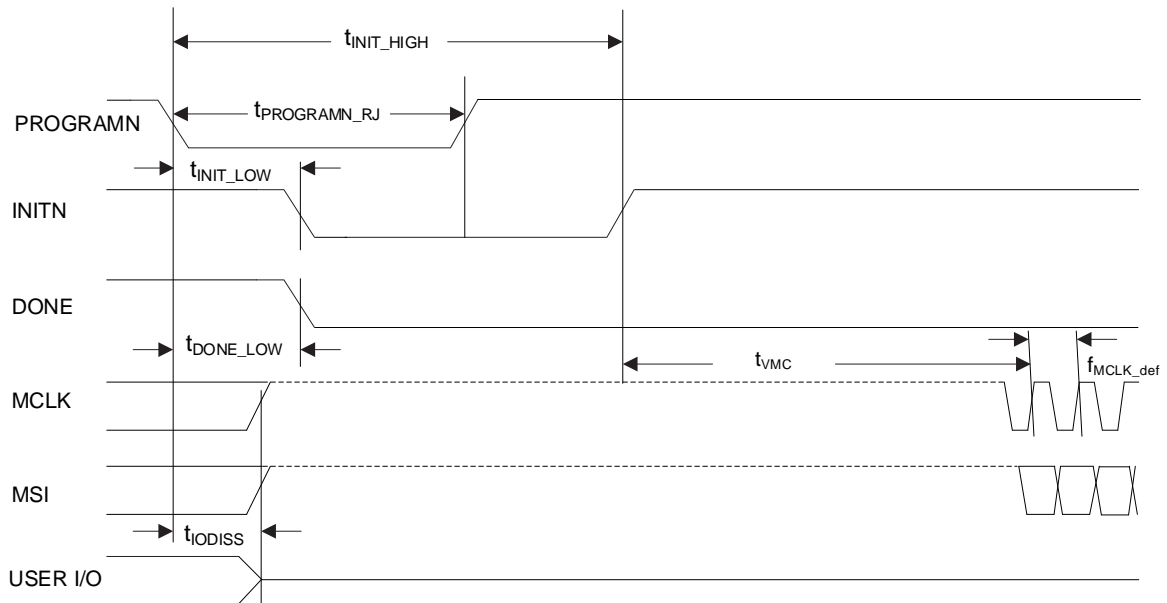 tINIT_HIGH
PROGRAMN
tPROGRAMN_RJ
tINIT_LOW
INITN
DONE
tDONE_LOW
tVMC
fMCLK_def
MCLK
MSI
tIODISS
USER I/O